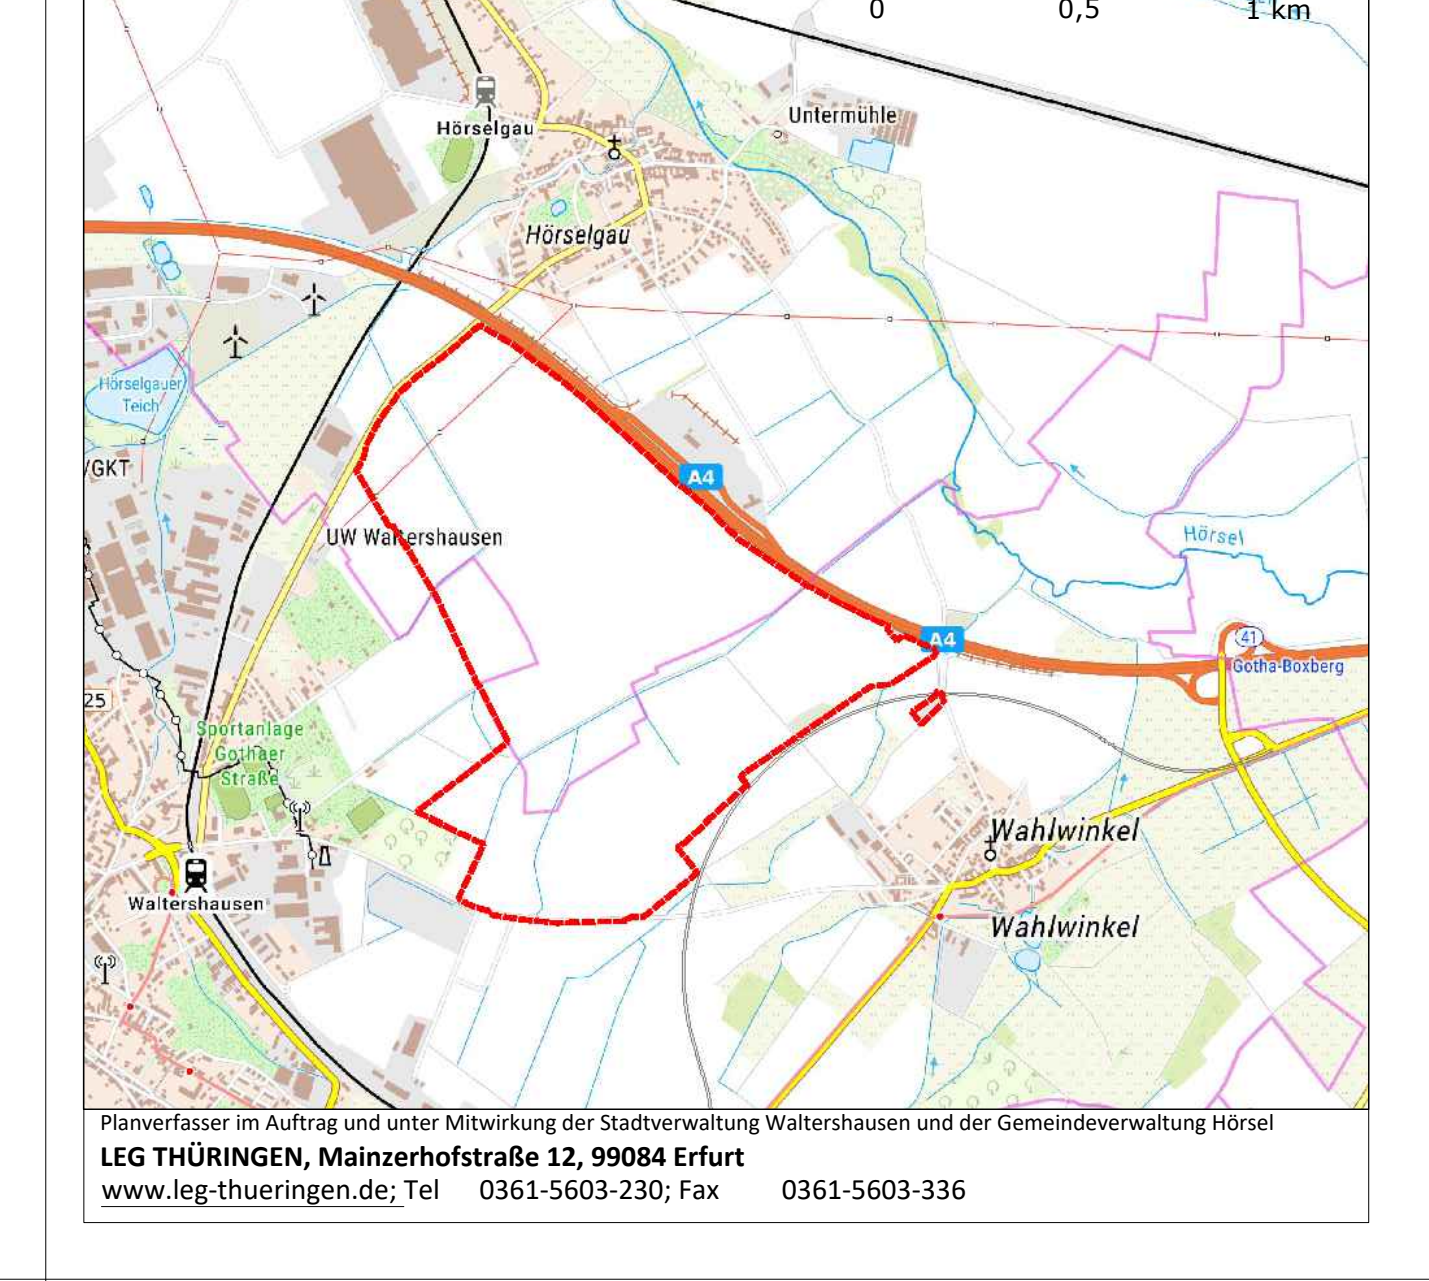 0 0,5 1 km
Untermühle
Hörselgau
Hörselgau
Hörselgauer
Teich
VGKT
A4
UW Waltershausen
Hörsel
A4
41
Gotha-Boxberg
25
Sportanlage
Gothaer
Straße
Wahlwinkel
Waltershausen
Wahlwinkel
Planverfasser im Auftrag und unter Mitwirkung der Stadtverwaltung Waltershausen und der Gemeindeverwaltung Hörsel
LEG THÜRINGEN, Mainzerhofstraße 12, 99084 Erfurt
www.leg-thueringen.de; Tel 0361-5603-230; Fax 0361-5603-336